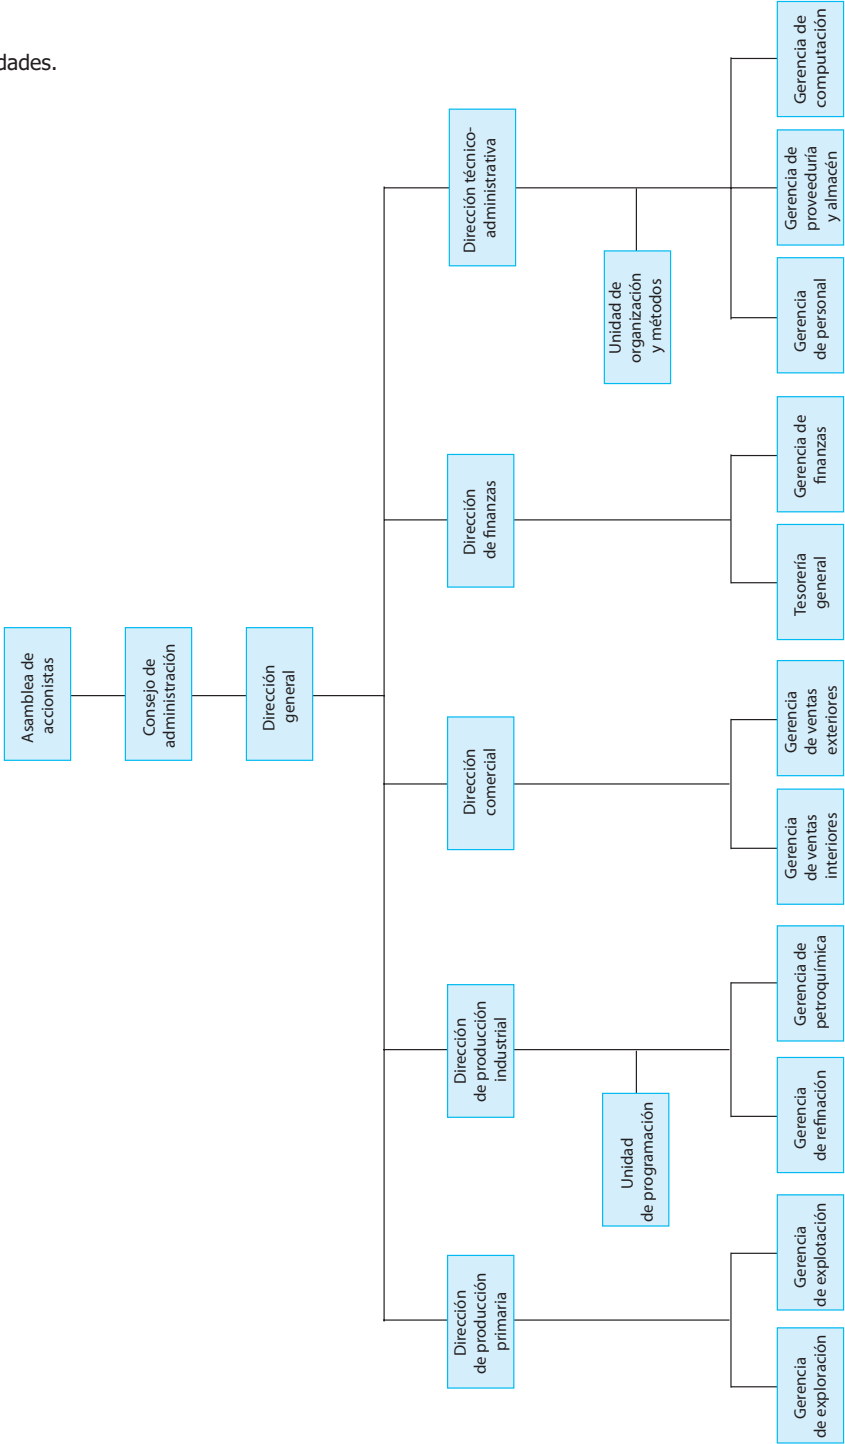 dades.
Asamblea de
accionistas
Consejo de
administración
Dirección
general
Dirección
de producción
primaria
Dirección
de producción
industrial
Dirección
comercial
Dirección
de finanzas
Dirección técnico-
administrativa
Unidad
de programación
Unidad de
organización
y métodos
Gerencia
de exploración
Gerencia
de explotación
Gerencia
de refinación
Gerencia de
petroquímica
Gerencia
de ventas
interiores
Gerencia
de ventas
exteriores
Tesorería
general
Gerencia de
finanzas
Gerencia
de personal
Gerencia de
proveeduría
y almacén
Gerencia de
computación